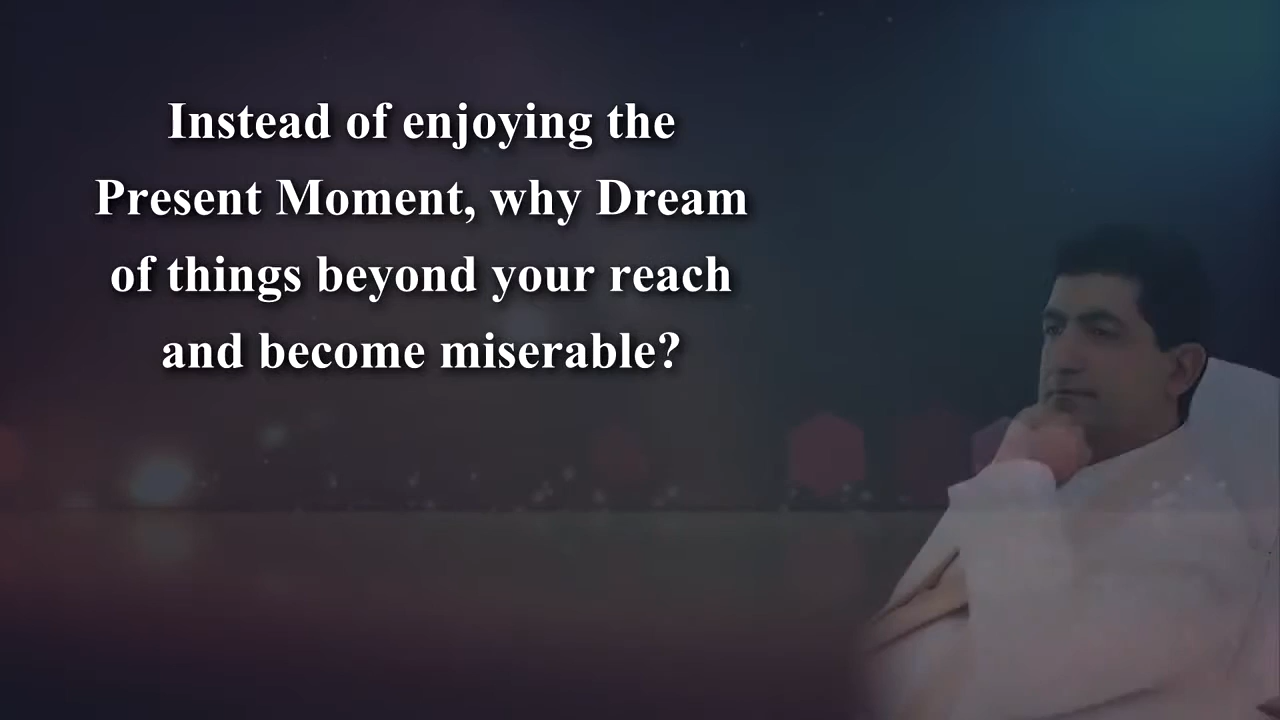 Instead of enjoying the
Present Moment, why Dream
of things beyond your reach
and become miserable?